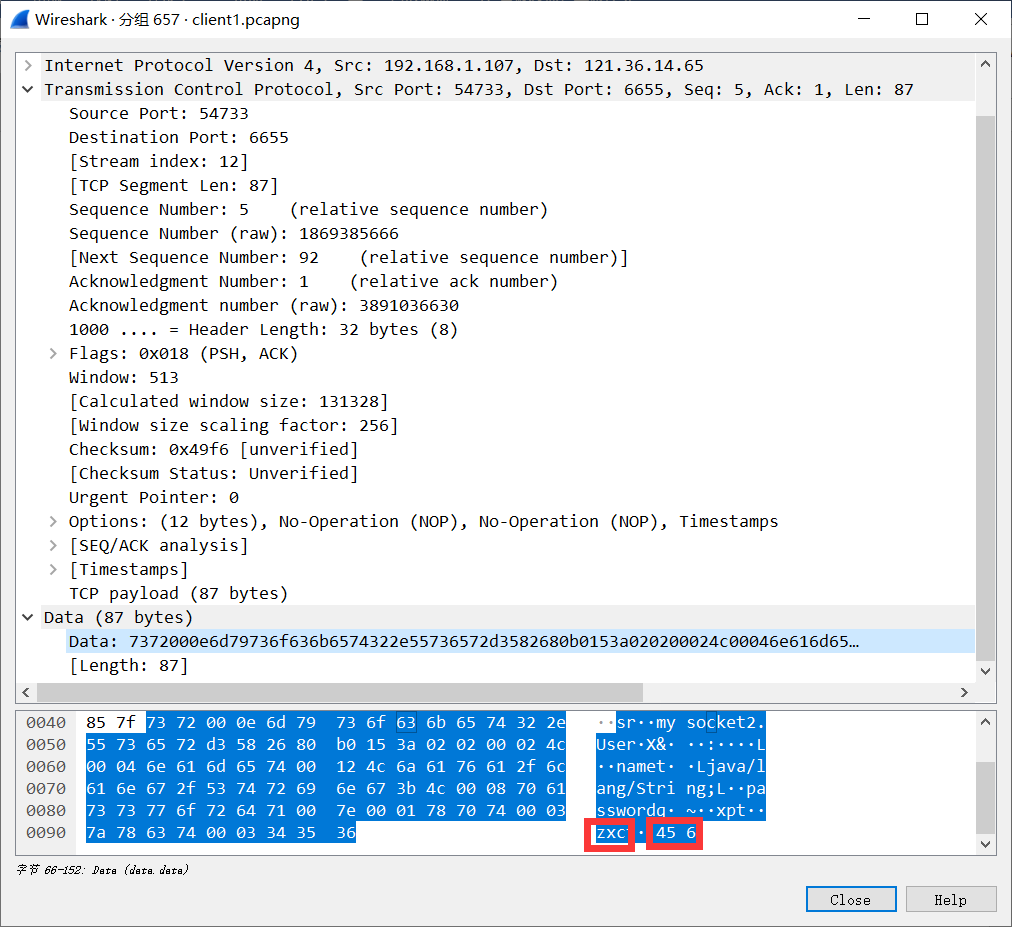 Wireshark · 分组 657 · client1.pcapng
Internet Protocol Version 4, Src: 192.168.1.107, Dst: 121.36.14.65
Transmission Control Protocol, Src Port: 54733, Dst Port: 6655, Seq: 5, Ack: 1, Len: 87
Source Port: 54733
Destination Port: 6655
[Stream index: 12]
[TCP Segment Len: 87]
Sequence Number: 5    (relative sequence number)
Sequence Number (raw): 1869385666
[Next Sequence Number: 92    (relative sequence number)]
Acknowledgment Number: 1    (relative ack number)
Acknowledgment number (raw): 3891036630
1000 .... = Header Length: 32 bytes (8)
Flags: 0x018 (PSH, ACK)
Window: 513
[Calculated window size: 131328]
[Window size scaling factor: 256]
Checksum: 0x49f6 [unverified]
[Checksum Status: Unverified]
Urgent Pointer: 0
Options: (12 bytes), No-Operation (NOP), No-Operation (NOP), Timestamps
[SEQ/ACK analysis]
[Timestamps]
TCP payload (87 bytes)
Data (87 bytes)
Data: 7372000e6d79736f636b6574322e55736572d3582680b0153a020200024c00046e616d65…
[Length: 87]
0040 85 7f 73 72 00 0e 6d 79 73 6f 63 6b 65 74 32 2e ··sr··my socket2.
0050 55 73 65 72 d3 58 26 80 b0 15 3a 02 02 00 02 4c User·X&· ··:····L
0060 00 04 6e 61 6d 65 74 00 12 4c 6a 61 76 61 2f 6c ··namet· ·Ljava/l
0070 61 6e 67 2f 53 74 72 69 6e 67 3b 4c 00 08 70 61 ang/Stri ng;L··pa
0080 73 73 77 6f 72 64 71 00 7e 00 01 78 70 74 00 03 sswordq· ~··xpt··
0090 7a 78 63 74 00 03 34 35 36 zxct··45 6
字节 66-152: Data (data.data)
Close
Help